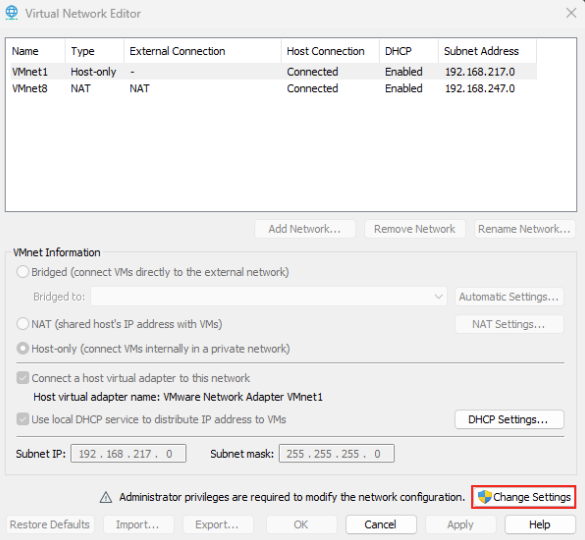 Virtual Network Editor
Name Type External Connection Host Connection DHCP Subnet Address
VMnet1 Host-only - Connected Enabled 192.168.217.0
VMnet8 NAT NAT Connected Enabled 192.168.247.0
Add Network... Remove Network Rename Network...
VMnet Information
Bridged (connect VMs directly to the external network)
Bridged to: Automatic Settings...
NAT (shared host's IP address with VMs) NAT Settings...
Host-only (connect VMs internally in a private network)
Connect a host virtual adapter to this network
Host virtual adapter name: VMware Network Adapter VMnet1
Use local DHCP service to distribute IP address to VMs DHCP Settings...
Subnet IP: 192 . 168 . 217 . 0 Subnet mask: 255 . 255 . 255 . 0
Administrator privileges are required to modify the network configuration. Change Settings
Restore Defaults Import... Export... OK Cancel Apply Help